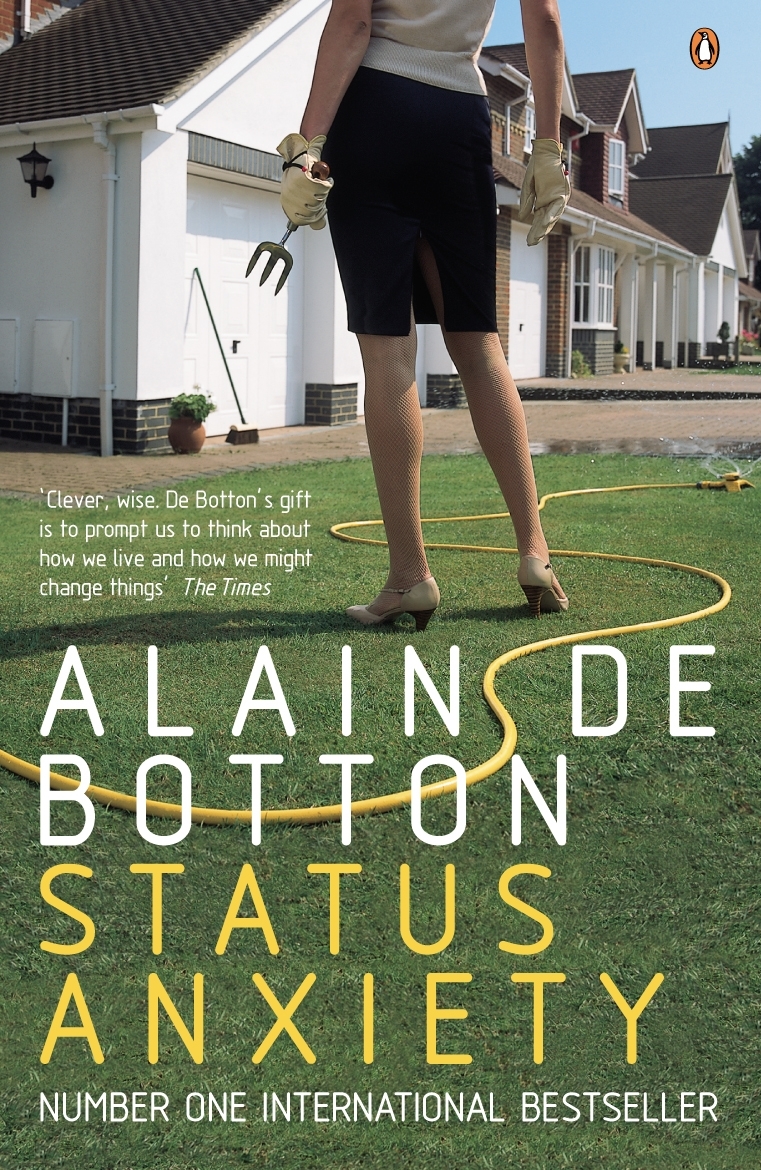 ‘Clever, wise. De Botton’s gift
is to prompt us to think about
how we live and how we might
change things’ The Times
ALAIN DE
BOTTON
STATUS
ANXIETY
NUMBER ONE INTERNATIONAL BESTSELLER